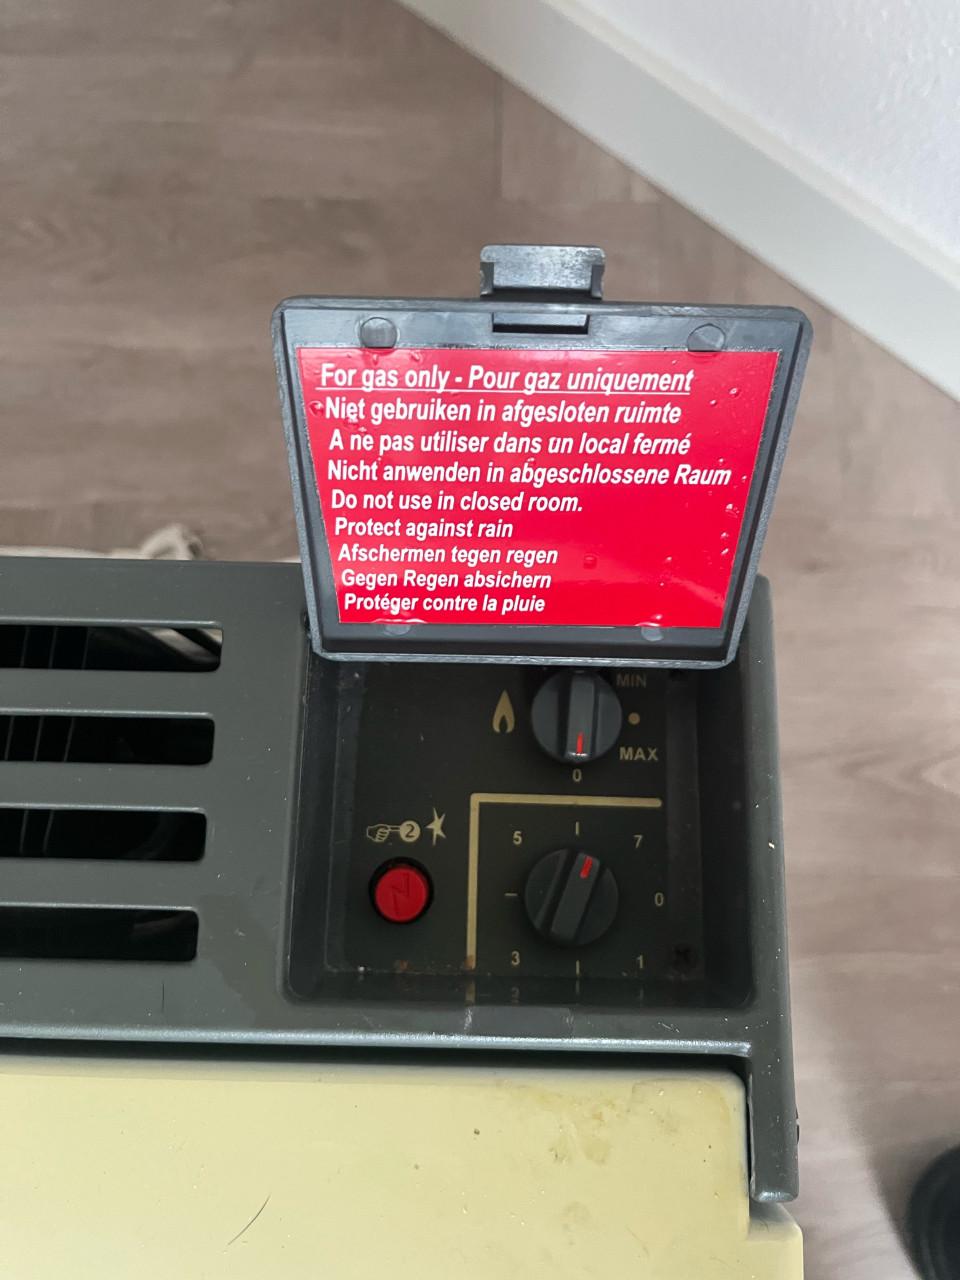 For gas only - Pour gaz uniquement
Niet gebruiken in afgesloten ruimte
A ne pas utiliser dans un local fermé
Nicht anwenden in abgeschlossene Raum
Do not use in closed room.
Protect against rain
Afschermen tegen regen
Gegen Regen absichern
Protéger contre la pluie
MIN
MAX
0
2
5 7
0
3 1